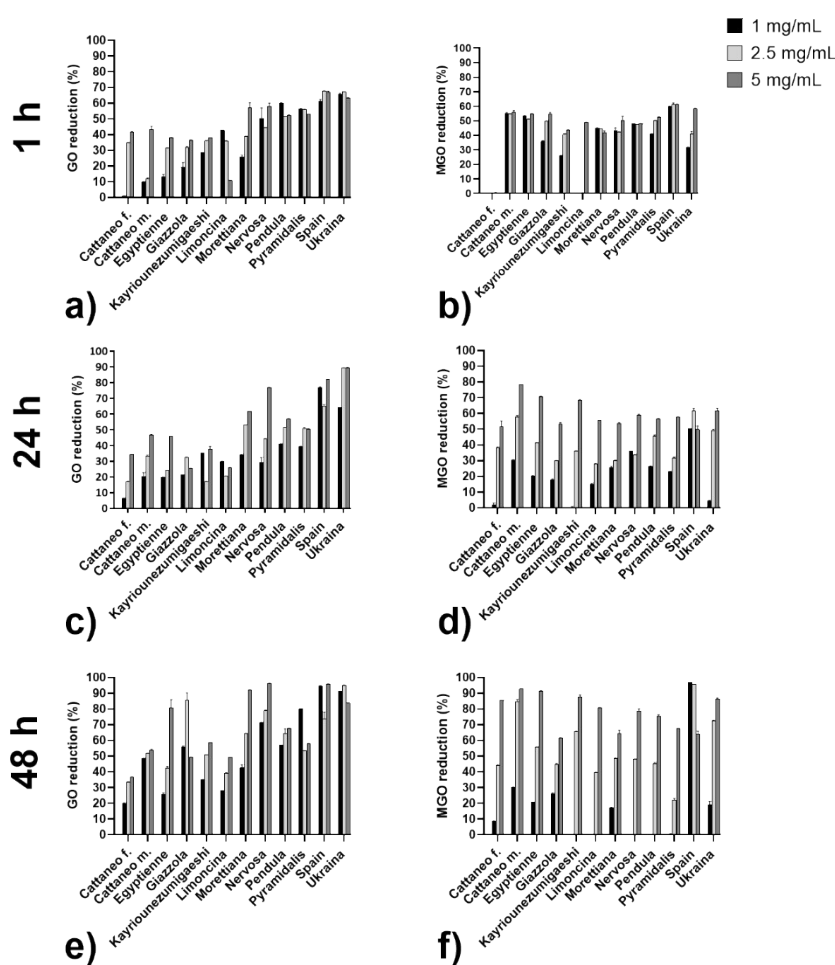 1 mg/mL
2.5 mg/mL
5 mg/mL
1 h
GO reduction (%)
100
90
80
70
60
50
40
30
20
10
0
Cattaneo f.
Cattaneo m.
Egyptienne
Giazzola
Kayriounezumigaeshi
Limoncina
Morettiana
Nervosa
Pendula
Pyramidalis
Spain
Ukraina
a)
MGO reduction (%)
100
90
80
70
60
50
40
30
20
10
0
Cattaneo f.
Cattaneo m.
Egyptienne
Giazzola
Kayriounezumigaeshi
Limoncina
Morettiana
Nervosa
Pendula
Pyramidalis
Spain
Ukraina
b)
24 h
GO reduction (%)
100
90
80
70
60
50
40
30
20
10
0
Cattaneo f.
Cattaneo m.
Egyptienne
Giazzola
Kayriounezumigaeshi
Limoncina
Morettiana
Nervosa
Pendula
Pyramidalis
Spain
Ukraina
c)
MGO reduction (%)
100
90
80
70
60
50
40
30
20
10
0
Cattaneo f.
Cattaneo m.
Egyptienne
Giazzola
Kayriounezumigaeshi
Limoncina
Morettiana
Nervosa
Pendula
Pyramidalis
Spain
Ukraina
d)
48 h
GO reduction (%)
100
90
80
70
60
50
40
30
20
10
0
Cattaneo f.
Cattaneo m.
Egyptienne
Giazzola
Kayriounezumigaeshi
Limoncina
Morettiana
Nervosa
Pendula
Pyramidalis
Spain
Ukraina
e)
MGO reduction (%)
100
90
80
70
60
50
40
30
20
10
0
Cattaneo f.
Cattaneo m.
Egyptienne
Giazzola
Kayriounezumigaeshi
Limoncina
Morettiana
Nervosa
Pendula
Pyramidalis
Spain
Ukraina
f)